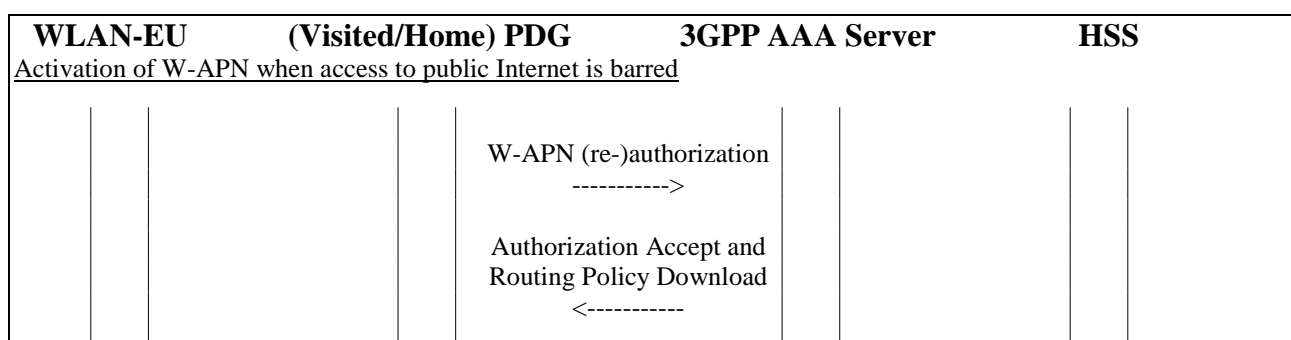 WLAN-EU (Visited/Home) PDG 3GPP AAA Server HSS
Activation of W-APN when access to public Internet is barred
W-APN (re-)authorization
----------->
Authorization Accept and
Routing Policy Download
<-----------